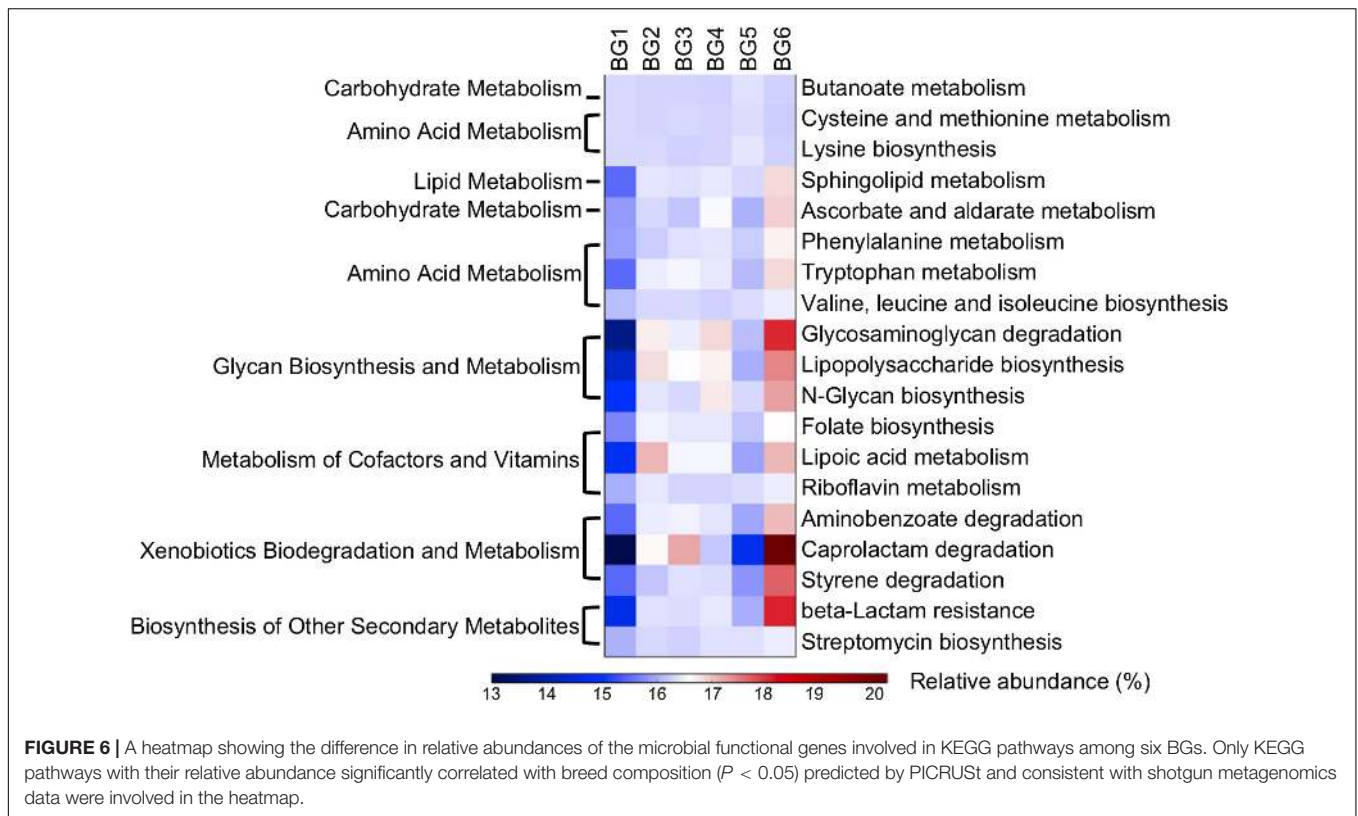 BG1 BG2 BG3 BG4 BG5 BG6
Carbohydrate Metabolism Butanoate metabolism
Amino Acid Metabolism Cysteine and methionine metabolism
Lysine biosynthesis
Lipid Metabolism Sphingolipid metabolism
Carbohydrate Metabolism Ascorbate and aldarate metabolism
Phenylalanine metabolism
Amino Acid Metabolism Tryptophan metabolism
Valine, leucine and isoleucine biosynthesis
Glycosaminoglycan degradation
Glycan Biosynthesis and Metabolism Lipopolysaccharide biosynthesis
N-Glycan biosynthesis
Folate biosynthesis
Metabolism of Cofactors and Vitamins Lipoic acid metabolism
Riboflavin metabolism
Aminobenzoate degradation
Xenobiotics Biodegradation and Metabolism Caprolactam degradation
Styrene degradation
Biosynthesis of Other Secondary Metabolites beta-Lactam resistance
Streptomycin biosynthesis
13 14 15 16 17 18 19 20 Relative abundance (%)
FIGURE 6 | A heatmap showing the difference in relative abundances of the microbial functional genes involved in KEGG pathways among six BGs. Only KEGG
pathways with their relative abundance significantly correlated with breed composition (P < 0.05) predicted by PICRUSt and consistent with shotgun metagenomics
data were involved in the heatmap.